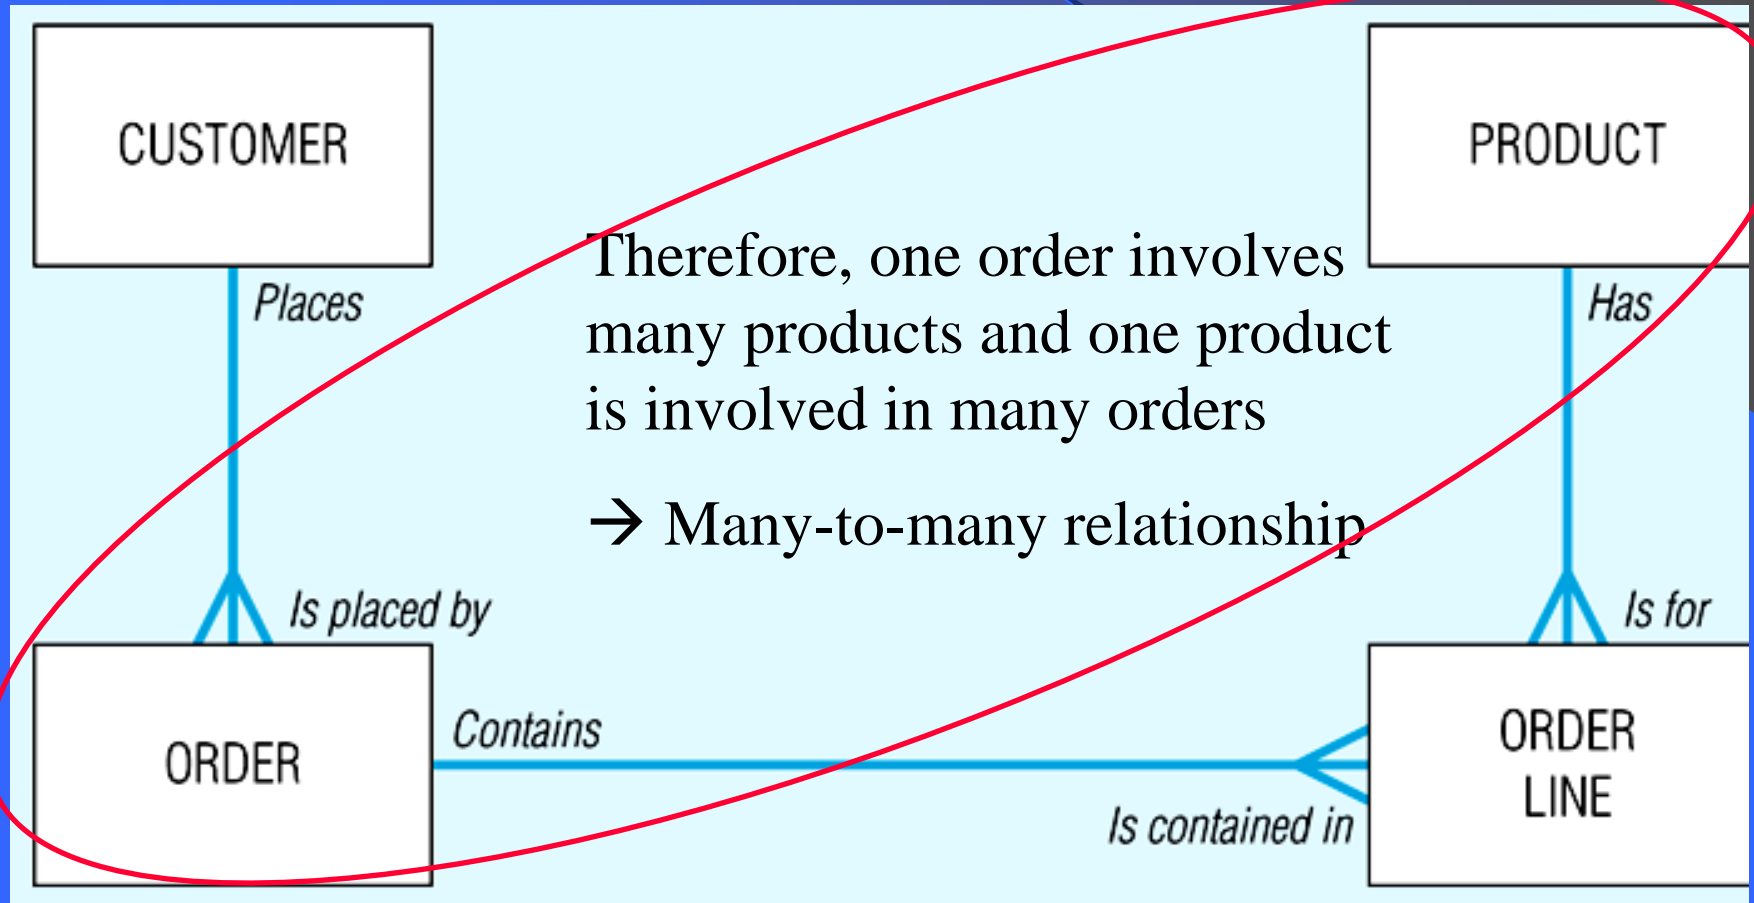 CUSTOMER
PRODUCT
Therefore, one order involves
many products and one product
is involved in many orders
→ Many-to-many relationship
Places
Has
Is placed by
Is for
ORDER
Contains
Is contained in
ORDER
LINE